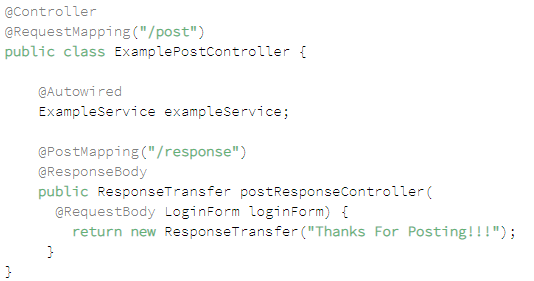 @Controller
@RequestMapping("/post")
public class ExamplePostController {
@Autowired
ExampleService exampleService;
@PostMapping("/response")
@ResponseBody
public ResponseTransfer postResponseController(
@RequestBody LoginForm loginForm) {
return new ResponseTransfer("Thanks For Posting!!!");
}
}